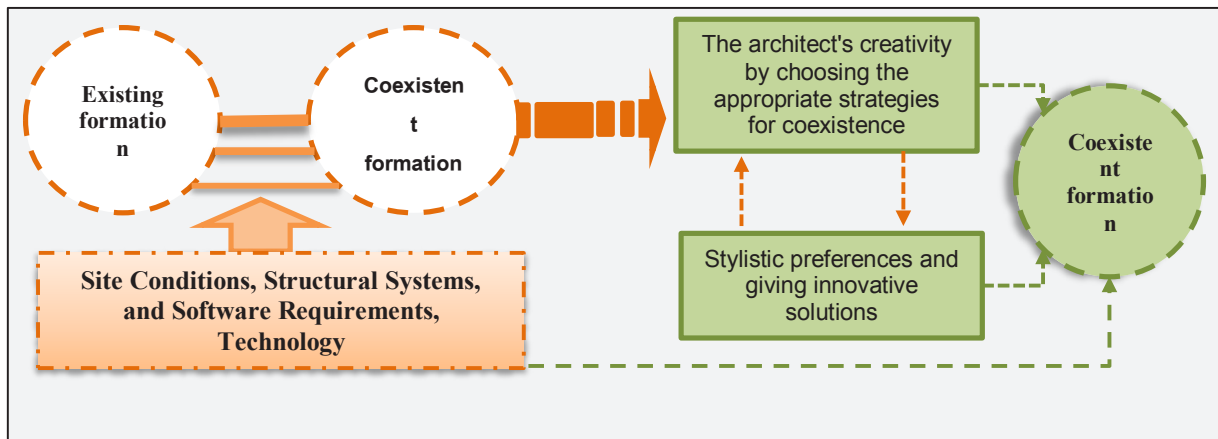 Existing
formatio
n
Coexisten
t
formation
The architect's creativity
by choosing the
appropriate strategies
for coexistence
Coexiste
nt
formatio
n
Stylistic preferences and
giving innovative
solutions
Site Conditions, Structural Systems,
and Software Requirements,
Technology